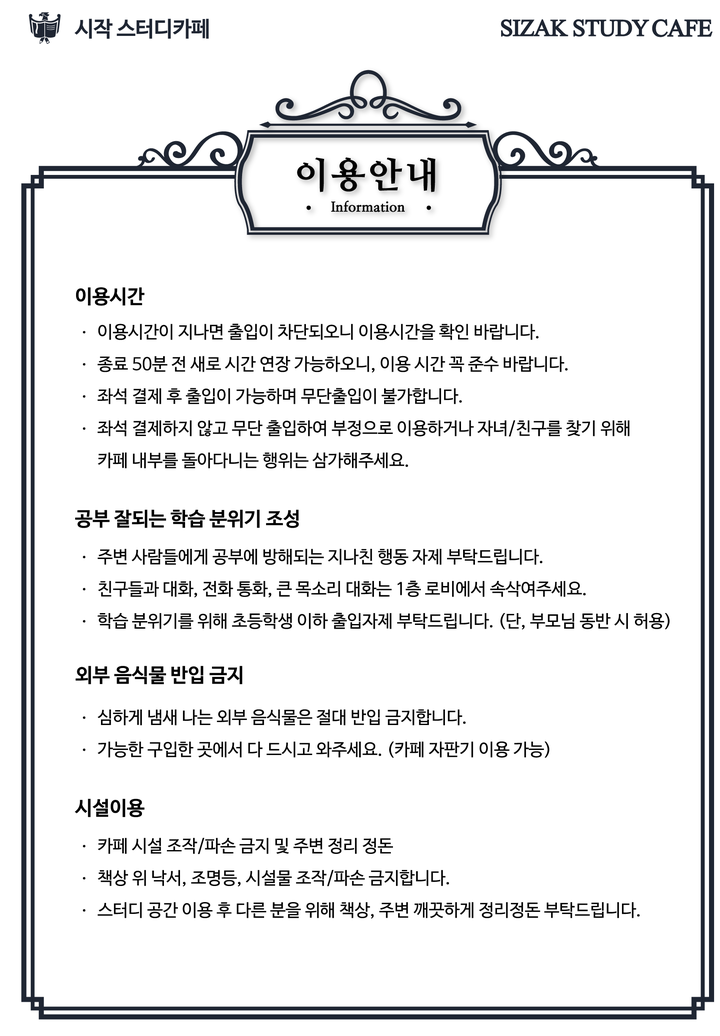 시작 스터디카페
SIZAK STUDY CAFE
이용안내
• Information •
이용시간
· 이용시간이 지나면 출입이 차단되오니 이용시간을 확인 바랍니다.
· 종료 50분 전 새로 시간 연장 가능하오니, 이용 시간 꼭 준수 바랍니다.
· 좌석 결제 후 출입이 가능하며 무단출입이 불가합니다.
· 좌석 결제하지 않고 무단 출입하여 부정으로 이용하거나 자녀/친구를 찾기 위해
카페 내부를 돌아다니는 행위는 삼가해주세요.
공부 잘되는 학습 분위기 조성
· 주변 사람들에게 공부에 방해되는 지나친 행동 자제 부탁드립니다.
· 친구들과 대화, 전화 통화, 큰 목소리 대화는 1층 로비에서 속삭여주세요.
· 학습 분위기를 위해 초등학생 이하 출입자제 부탁드립니다. (단, 부모님 동반 시 허용)
외부 음식물 반입 금지
· 심하게 냄새 나는 외부 음식물은 절대 반입 금지합니다.
· 가능한 구입한 곳에서 다 드시고 와주세요. (카페 자판기 이용 가능)
시설이용
· 카페 시설 조작/파손 금지 및 주변 정리 정돈
· 책상 위 낙서, 조명등, 시설물 조작/파손 금지합니다.
· 스터디 공간 이용 후 다른 분을 위해 책상, 주변 깨끗하게 정리정돈 부탁드립니다.